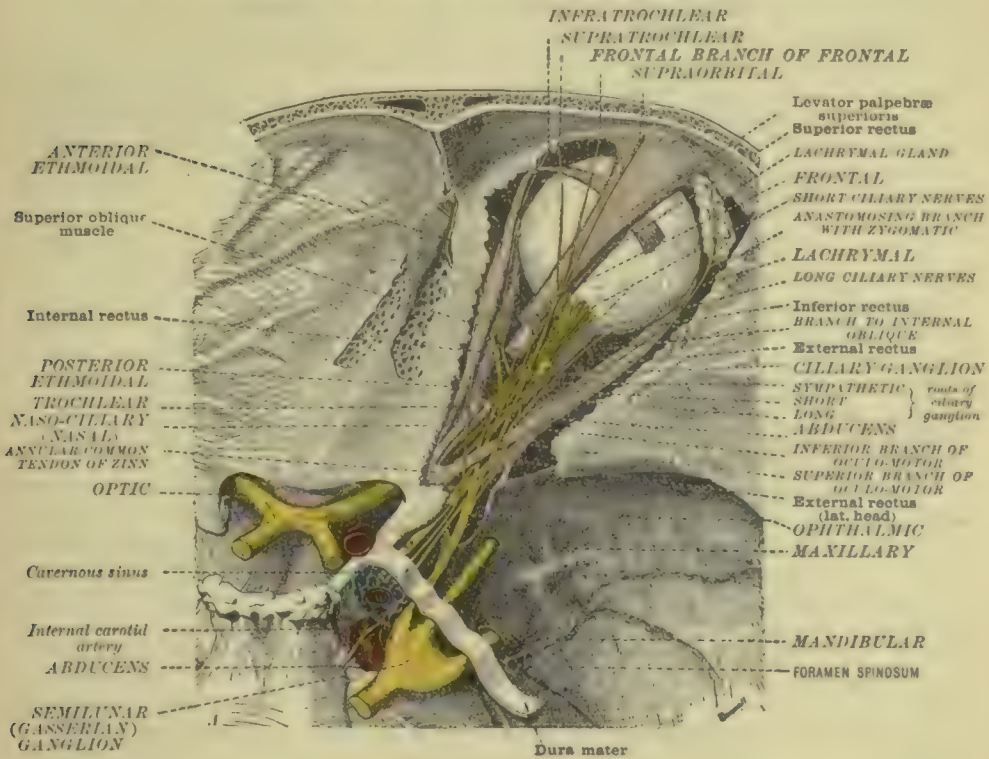 INFRATROCHLEAR
SUPRATROCHLEAR
FRONTAL BRANCH OF FRONTAL
SUPRAORBITAL
ANTERIOR
ETHMOIDAL
Superior oblique
muscle
Internal rectus
POSTERIOR
ETHMOIDAL
TROCHLEAR
NASO-CILIARY
(NASAL)
ANNULAR COMMON
TENDON OF ZINN
OPTIC
Cavernous sinus
Internal carotid
artery
ABDUCENS
SEMILUNAR
(GASSERIAN)
GANGLION
Levator palpebræ
superioris
Superior rectus
LACHRYMAL GLAND
FRONTAL
SHORT CILIARY NERVES
ANASTOMOSING BRANCH
WITH ZYGOMATIC
LACHRYMAL
LONG CILIARY NERVES
Inferior rectus
BRANCH TO INTERNAL
OBLIQUE
External rectus
CILIARY GANGLION
SYMPATHETIC } roots of
SHORT } ciliary
LONG } ganglion
ABDUCENS
INFERIOR BRANCH OF
OCULO-MOTOR
SUPERIOR BRANCH OF
OCULO-MOTOR
External rectus
(lat. head)
OPHTHALMIC
MAXILLARY
MANDIBULAR
FORAMEN SPINOSUM
Dura mater